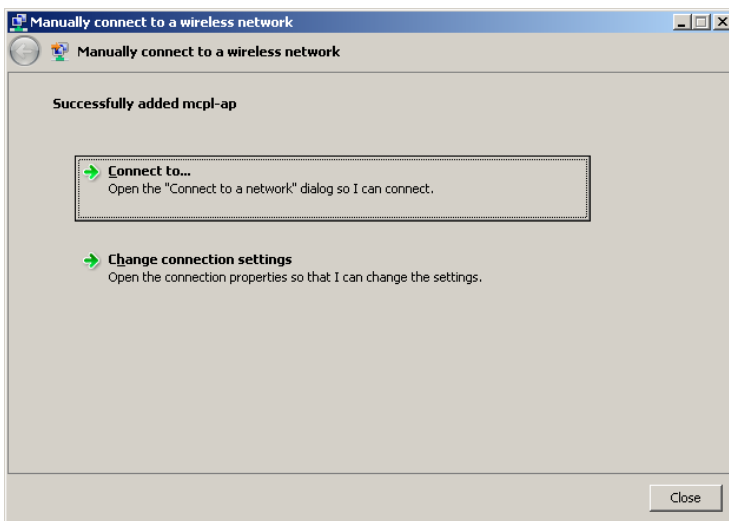 Manually connect to a wireless network
Manually connect to a wireless network
Successfully added mcpl-ap
Connect to...
Open the "Connect to a network" dialog so I can connect.
Change connection settings
Open the connection properties so that I can change the settings.
Close